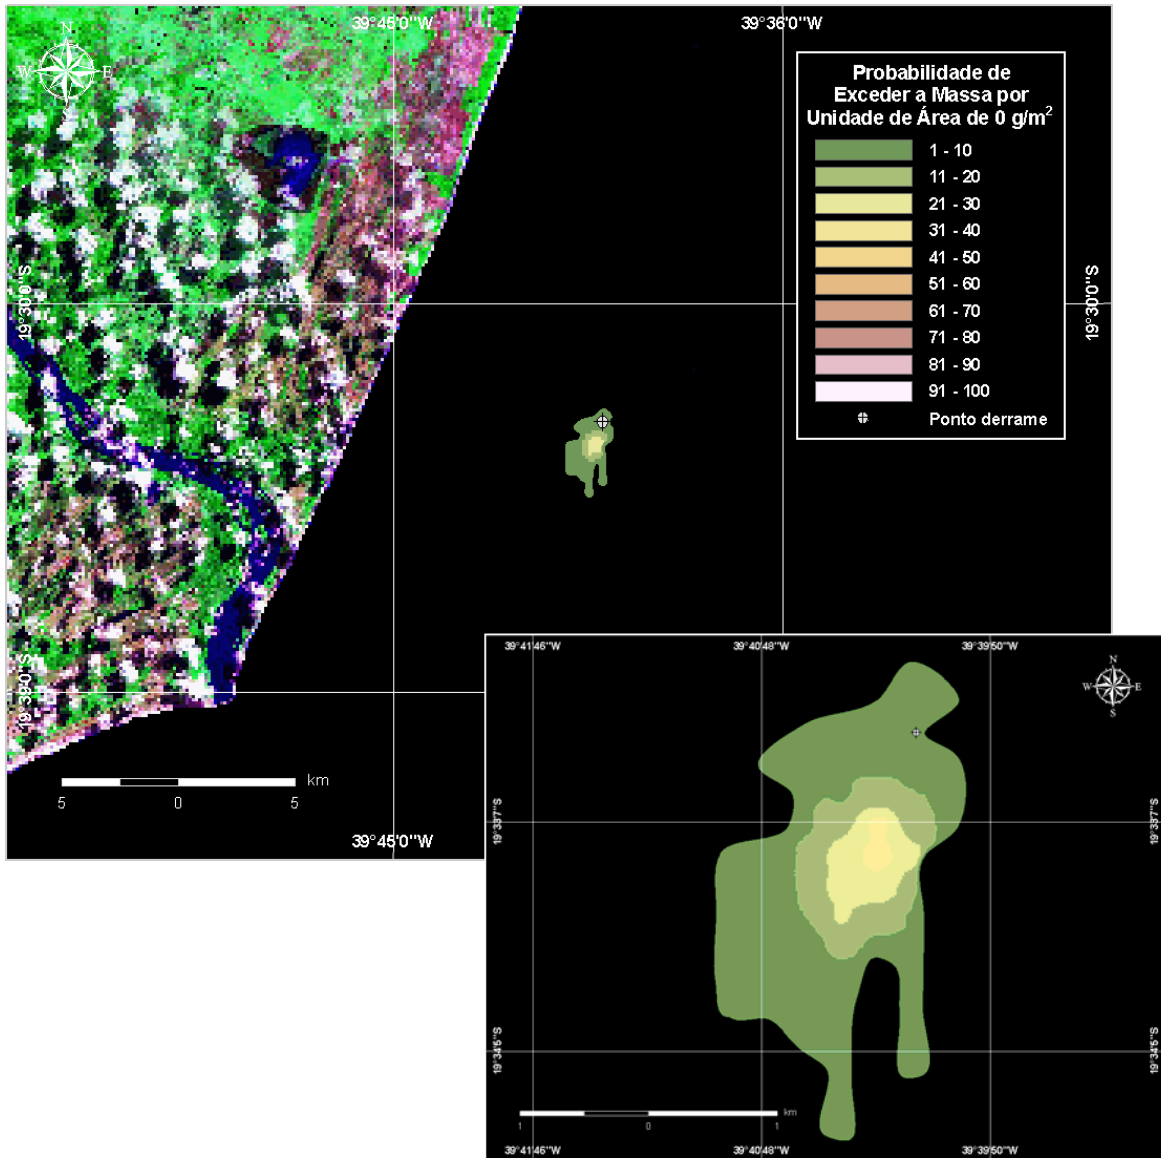 39°45'0"W
39°36'0"W
N
W
E
S
Probabilidade de
Exceder a Massa por
Unidade de Área de 0 g/m²
1 - 10
11 - 20
21 - 30
31 - 40
41 - 50
51 - 60
61 - 70
71 - 80
81 - 90
91 - 100
Ponto derrame
19°30'0"S
19°30'0"S
19°39'0"S
km
5
0
5
39°45'0"W
39°41'46"W
39°40'48"W
39°39'50"W
N
W
E
S
19°33'7"S
19°33'7"S
19°34'5"S
19°34'5"S
km
1
0
1
39°41'46"W
39°40'48"W
39°39'50"W